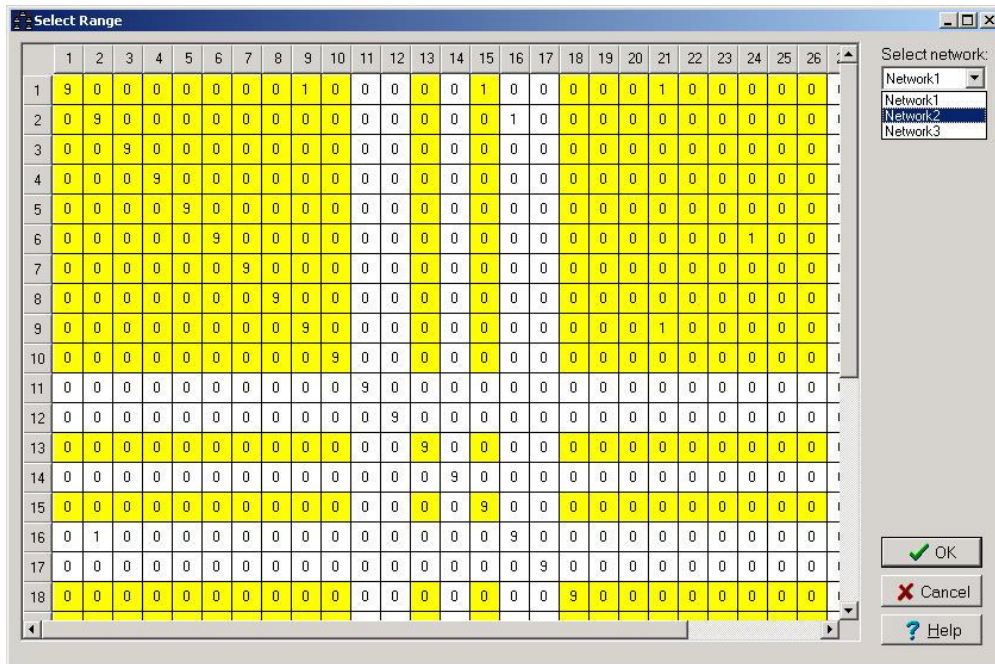 Select Range
1 2 3 4 5 6 7 8 9 10 11 12 13 14 15 16 17 18 19 20 21 22 23 24 25 26
1 9 0 0 0 0 0 0 0 1 0 0 0 0 0 1 0 0 0 0 0 1 0 0 0 0 0
2 0 9 0 0 0 0 0 0 0 0 0 0 0 0 0 1 0 0 0 0 0 0 0 0 0 0
3 0 0 9 0 0 0 0 0 0 0 0 0 0 0 0 0 0 0 0 0 0 0 0 0 0 0
4 0 0 0 9 0 0 0 0 0 0 0 0 0 0 0 0 0 0 0 0 0 0 0 0 0 0
5 0 0 0 0 9 0 0 0 0 0 0 0 0 0 0 0 0 0 0 0 0 0 0 0 0 0
6 0 0 0 0 0 9 0 0 0 0 0 0 0 0 0 0 0 0 0 0 0 0 0 1 0 0
7 0 0 0 0 0 0 9 0 0 0 0 0 0 0 0 0 0 0 0 0 0 0 0 0 0 0
8 0 0 0 0 0 0 0 9 0 0 0 0 0 0 0 0 0 0 0 0 0 0 0 0 0 0
9 0 0 0 0 0 0 0 0 9 0 0 0 0 0 0 0 0 0 0 0 1 0 0 0 0 0
10 0 0 0 0 0 0 0 0 0 9 0 0 0 0 0 0 0 0 0 0 0 0 0 0 0 0
11 0 0 0 0 0 0 0 0 0 0 9 0 0 0 0 0 0 0 0 0 0 0 0 0 0 0
12 0 0 0 0 0 0 0 0 0 0 0 9 0 0 0 0 0 0 0 0 0 0 0 0 0 0
13 0 0 0 0 0 0 0 0 0 0 0 0 9 0 0 0 0 0 0 0 0 0 0 0 0 0
14 0 0 0 0 0 0 0 0 0 0 0 0 0 9 0 0 0 0 0 0 0 0 0 0 0 0
15 0 0 0 0 0 0 0 0 0 0 0 0 0 0 9 0 0 0 0 0 0 0 0 0 0 0
16 0 1 0 0 0 0 0 0 0 0 0 0 0 0 0 9 0 0 0 0 0 0 0 0 0 0
17 0 0 0 0 0 0 0 0 0 0 0 0 0 0 0 0 9 0 0 0 0 0 0 0 0 0
18 0 0 0 0 0 0 0 0 0 0 0 0 0 0 0 0 0 9 0 0 0 0 0 0 0 0
Select network:
Network1
Network1
Network2
Network3
OK
Cancel
Help